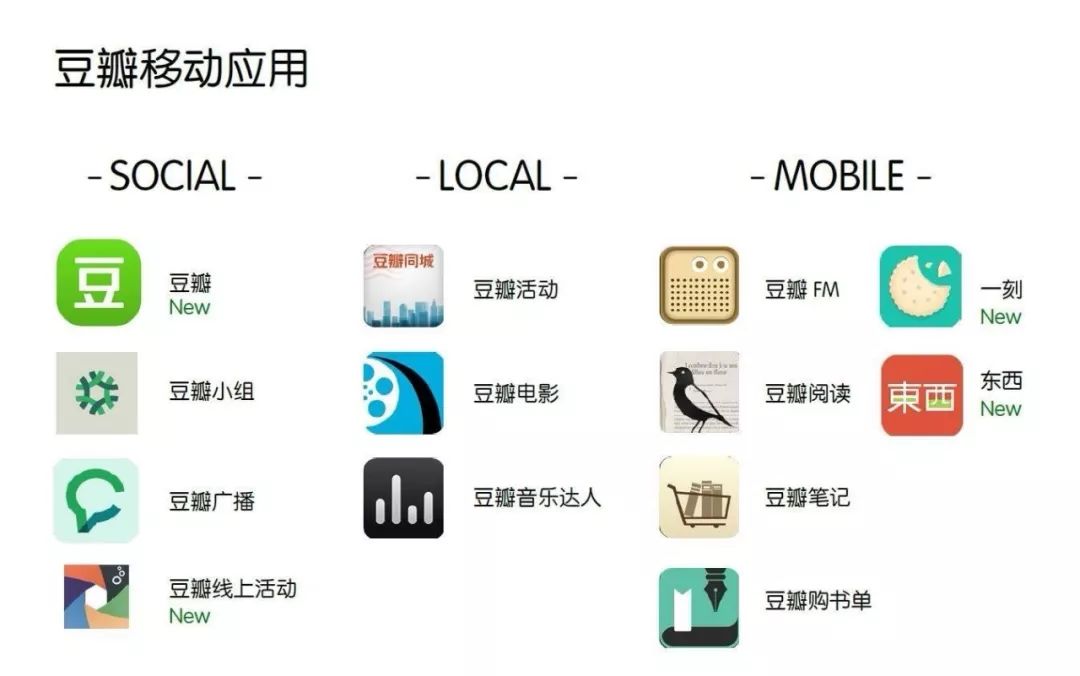 豆瓣移动应用
- SOCIAL -
豆
豆瓣
New
豆瓣小组
豆瓣广播
豆瓣线上活动
New
- LOCAL -
豆瓣同城
豆瓣活动
豆瓣电影
豆瓣音乐达人
- MOBILE -
豆瓣 FM
豆瓣阅读
豆瓣笔记
豆瓣购书单
一刻
New
東西
东西
New